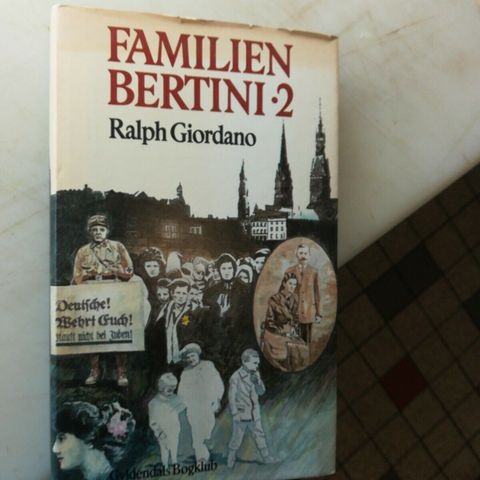 FAMILIEN
BERTINI·2
Ralph Giordano
Deutsche!
Wehrt Euch!
Kauft nicht bei Juden!
Gyldendals Bogklub